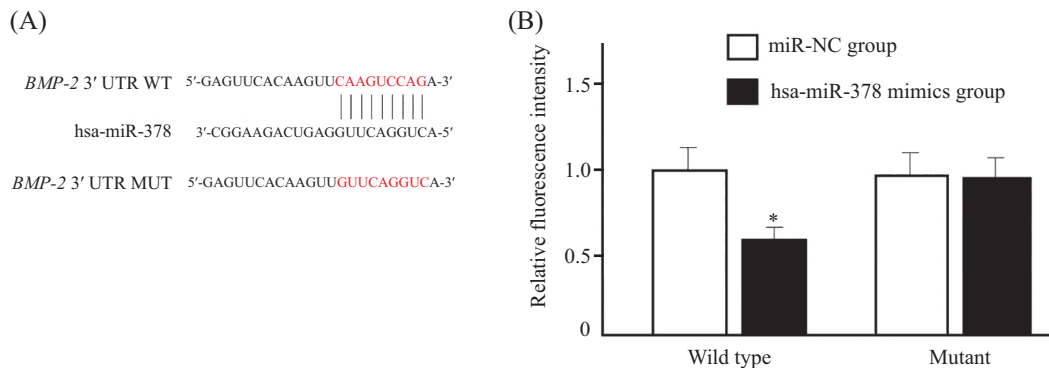 (A)
BMP-2 3′ UTR WT 5′-GAGUUCACAAGUUCAAGUCCAGA-3′
hsa-miR-378 3′-CGGAAGACUGAGGUUCAGGUCA-5′
BMP-2 3′ UTR MUT 5′-GAGUUCACAAGUUGUUCAGGUCA-3′
(B)
Relative fluorescence intensity
1.5
1.0
0.5
0
miR-NC group
hsa-miR-378 mimics group
*
Wild type
Mutant